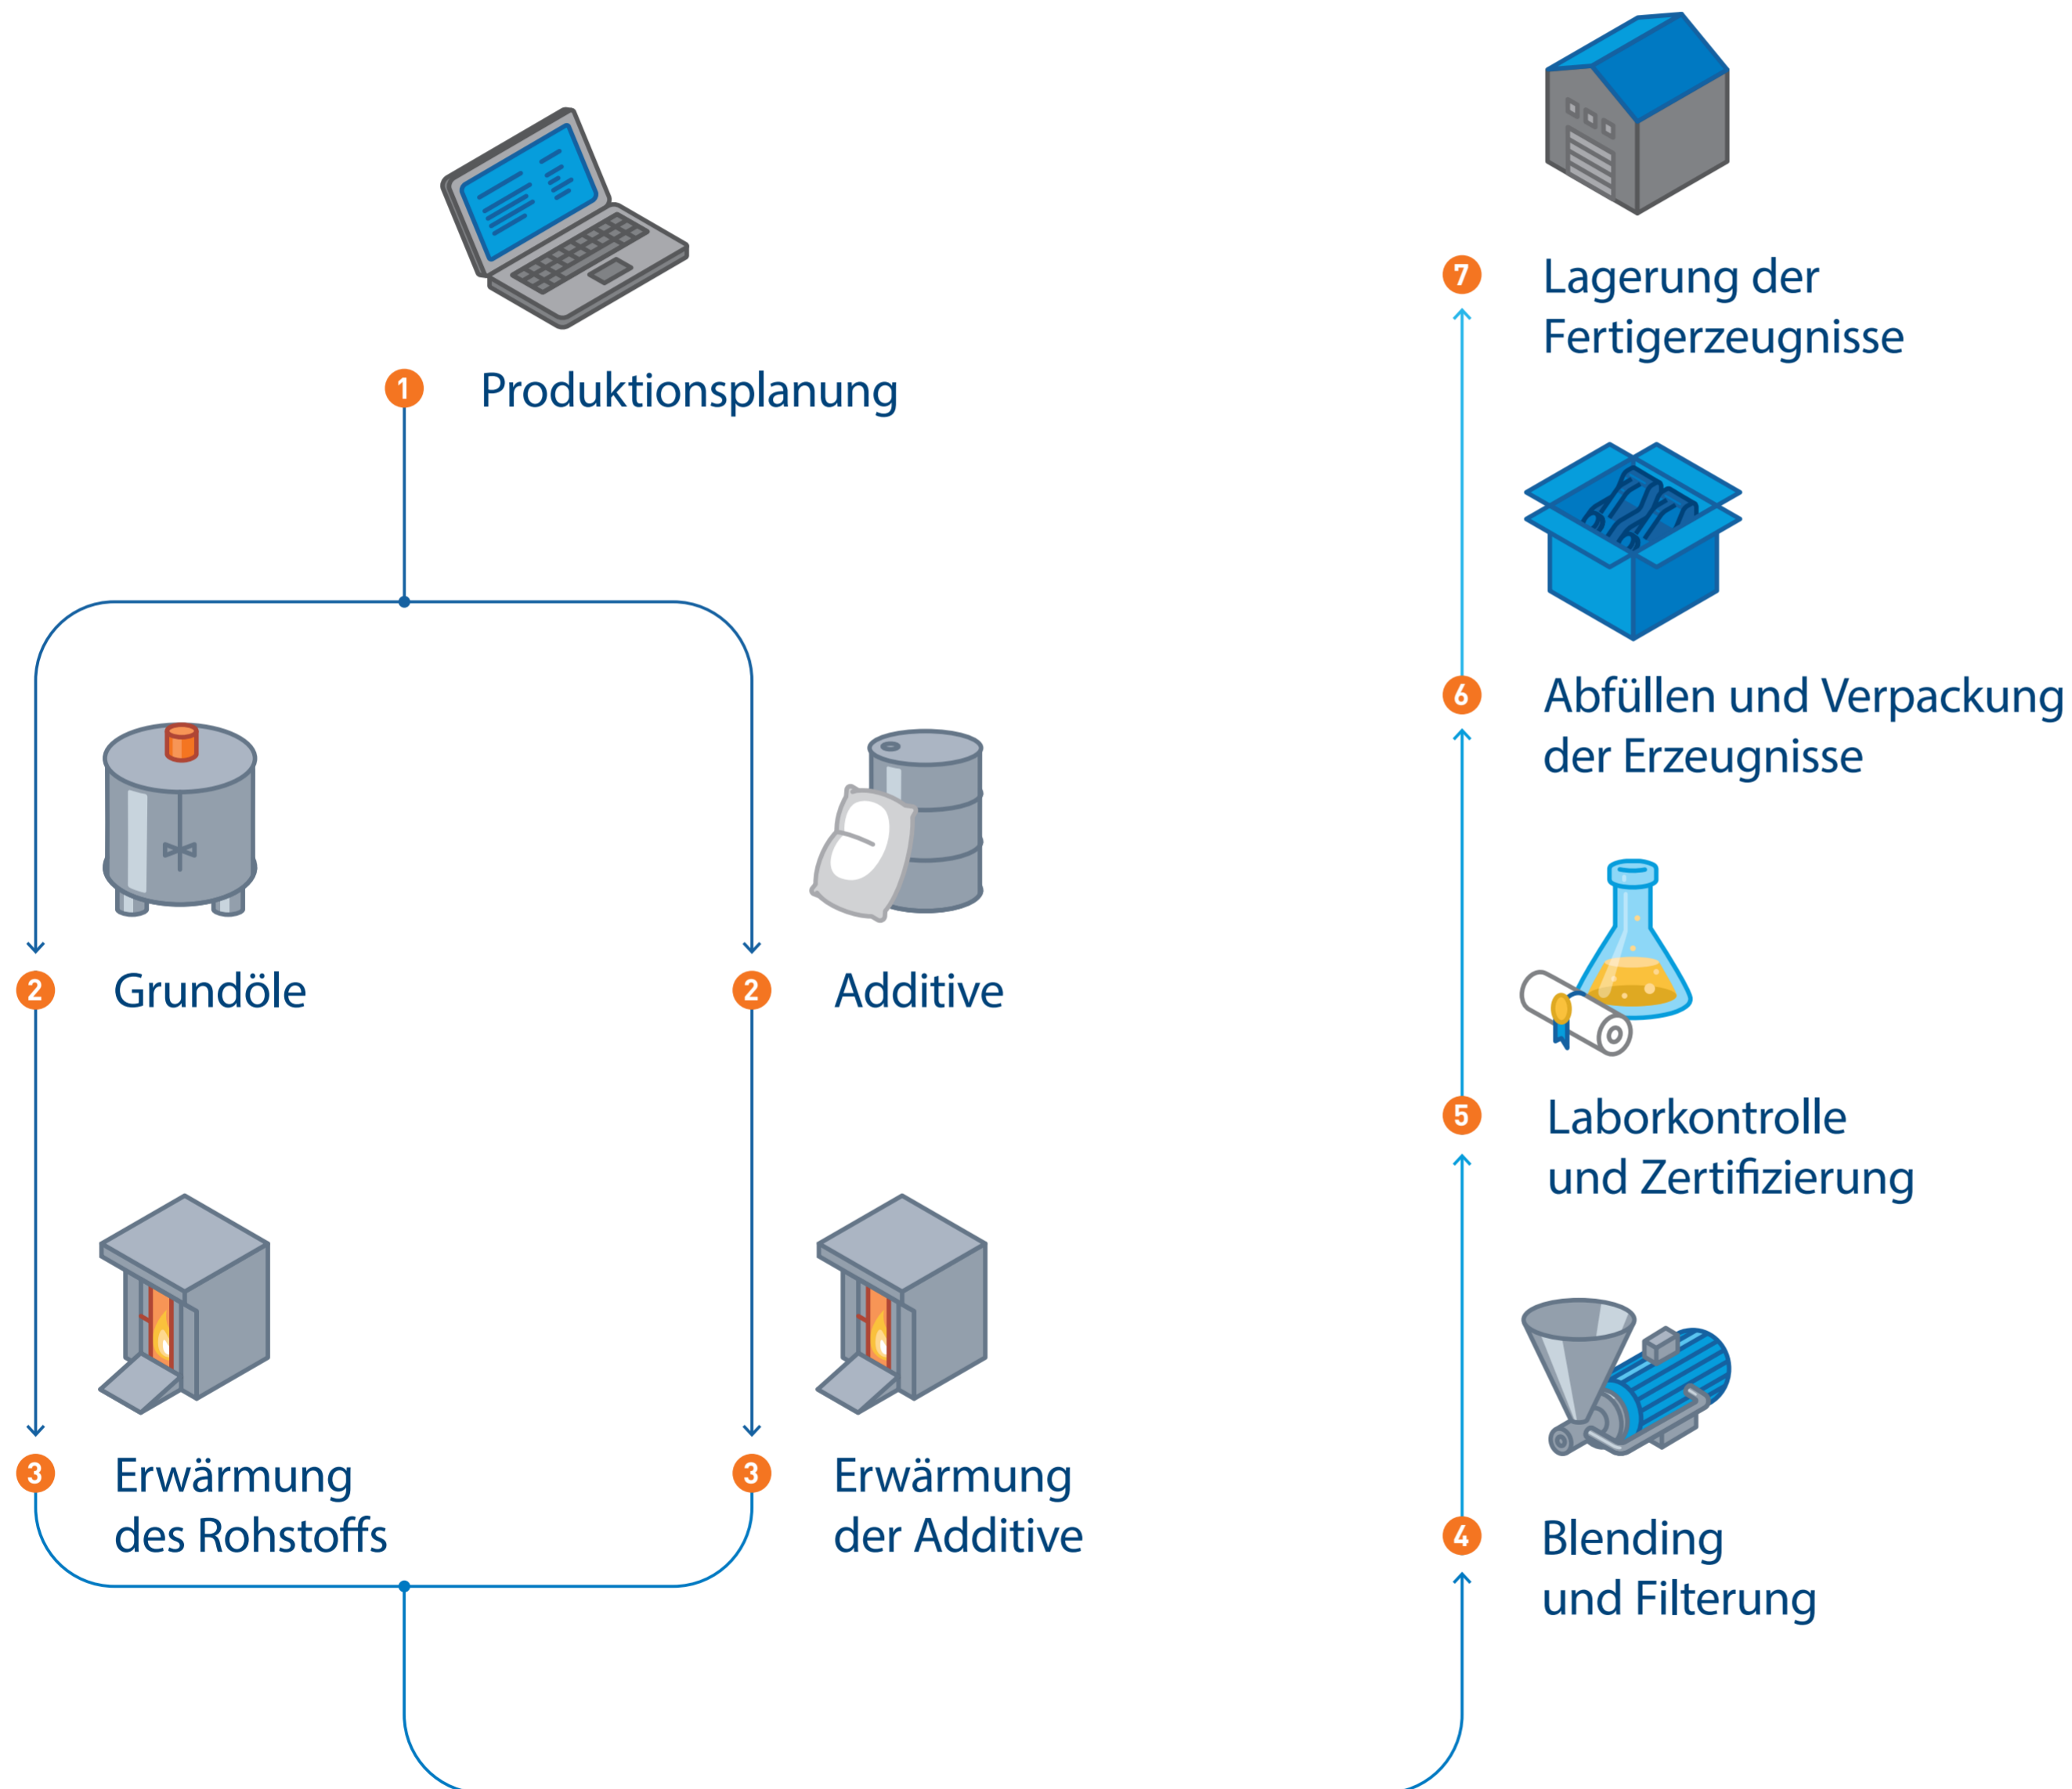 1 Produktionsplanung
2 Grundöle
2 Additive
3 Erwärmung
des Rohstoffs
3 Erwärmung
der Additive
4 Blending
und Filterung
5 Laborkontrolle
und Zertifizierung
6 Abfüllen und Verpackung
der Erzeugnisse
7 Lagerung der
Fertigerzeugnisse